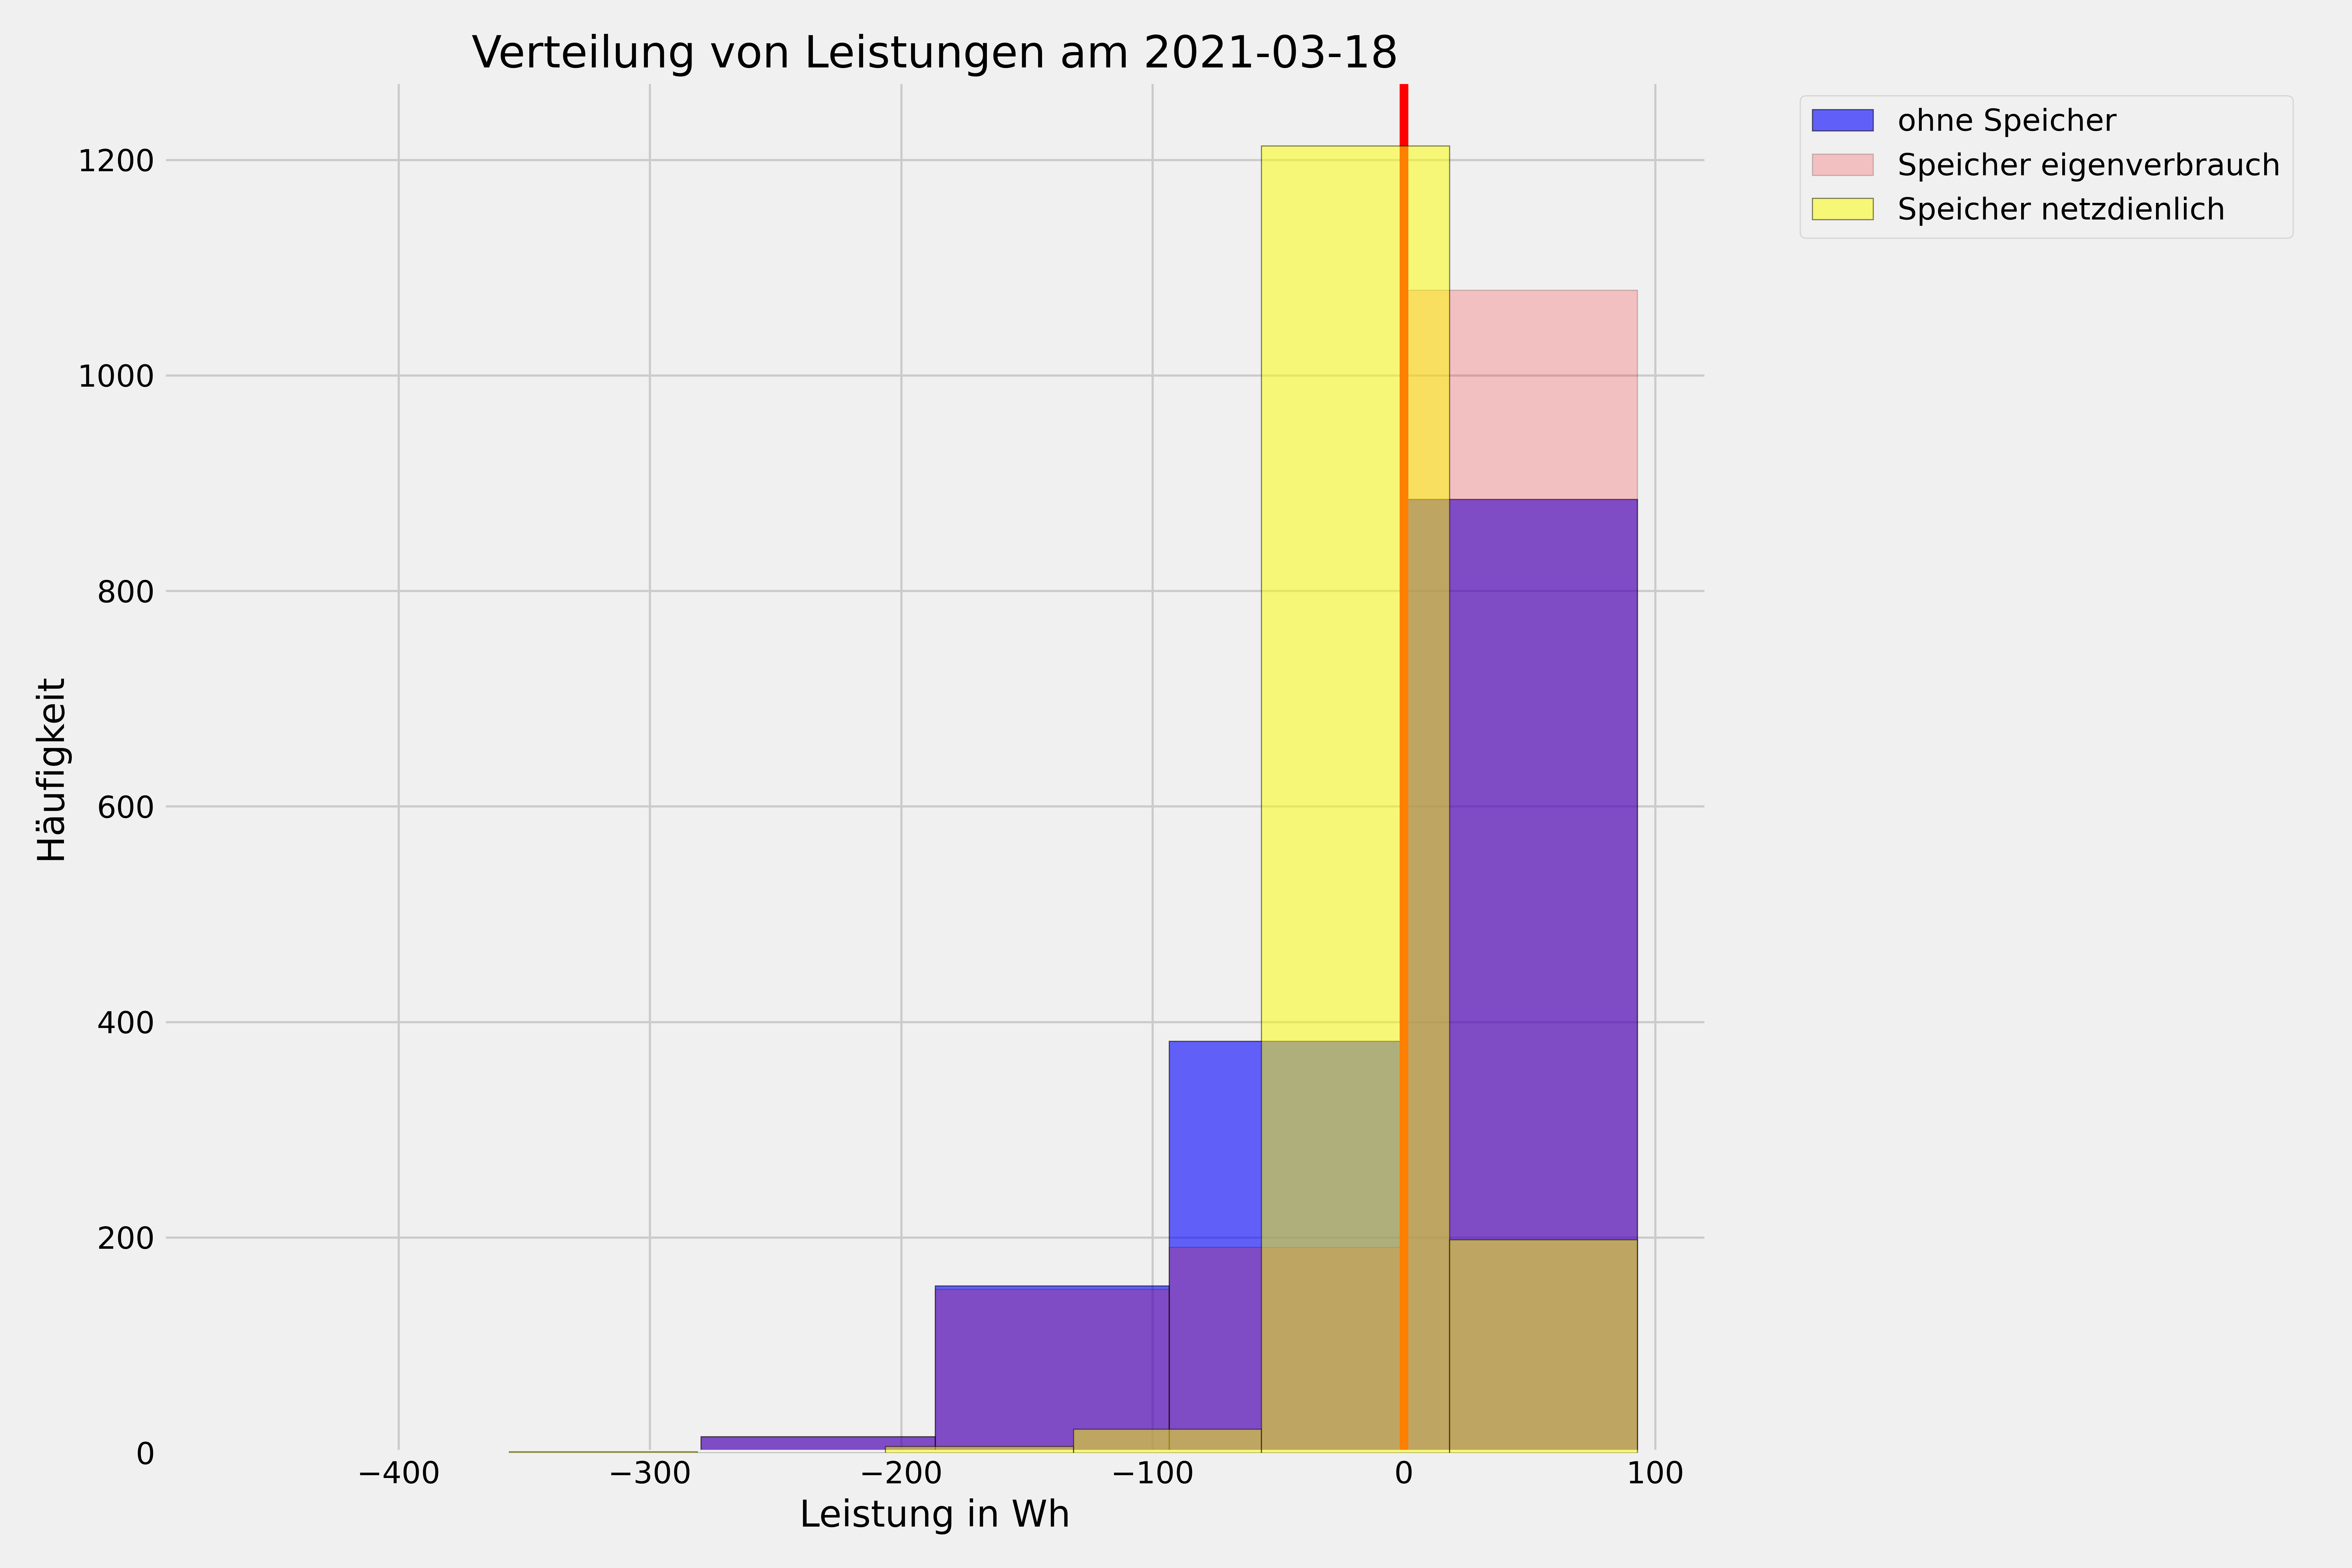 Verteilung von Leistungen am 2021-03-18
ohne Speicher
Speicher eigenverbrauch
Speicher netzdienlich
Häufigkeit
1200
1000
800
600
400
200
0
−400 −300 −200 −100 0 100
Leistung in Wh